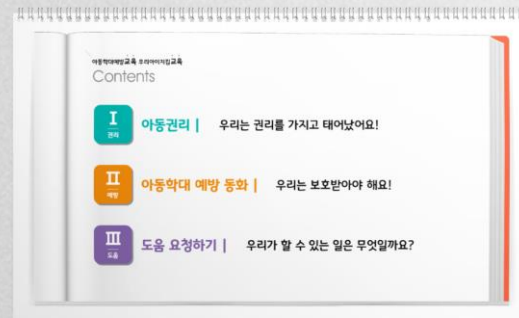 아동학대예방교육 우리아이지킴교육
Contents
I
권리
아동권리 | 우리는 권리를 가지고 태어났어요!
II
예방
아동학대 예방 동화 | 우리는 보호받아야 해요!
III
도움
도움 요청하기 | 우리가 할 수 있는 일은 무엇일까요?